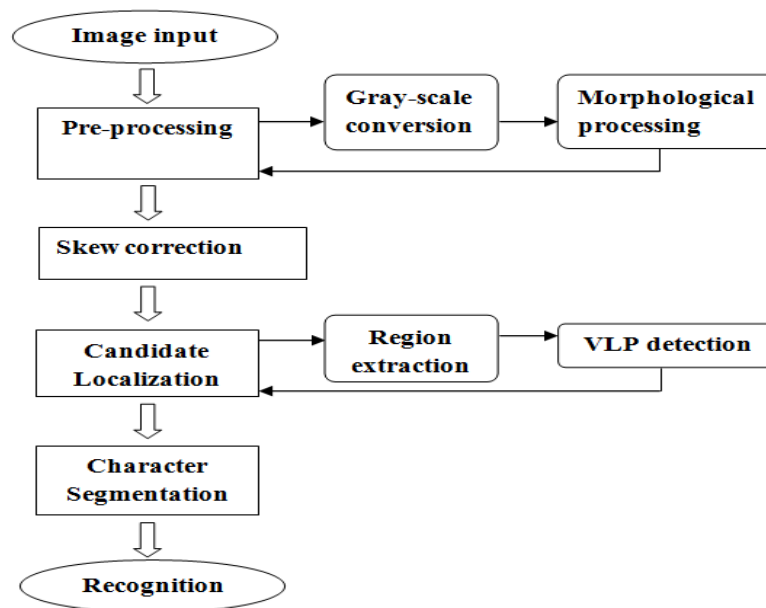 Image input
Pre-processing
Gray-scale
conversion
Morphological
processing
Skew correction
Candidate
Localization
Region
extraction
VLP detection
Character
Segmentation
Recognition